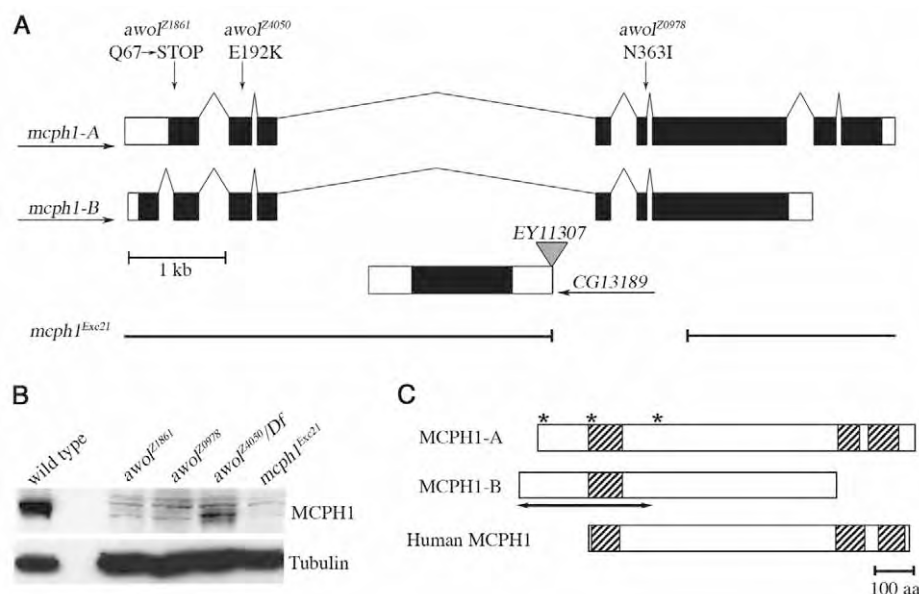 A
awol^Z1861
Q67→STOP
awol^Z4050
E192K
awol^Z0978
N363I
mcph1-A
mcph1-B
1 kb
EY11307
CG13189
mcph1^Exc21
B
wild type
awol^Z1861
awol^Z0978
awol^Z4050/Df
mcph1^Exc21
MCPH1
Tubulin
C
* * *
MCPH1-A
MCPH1-B
Human MCPH1
100 aa